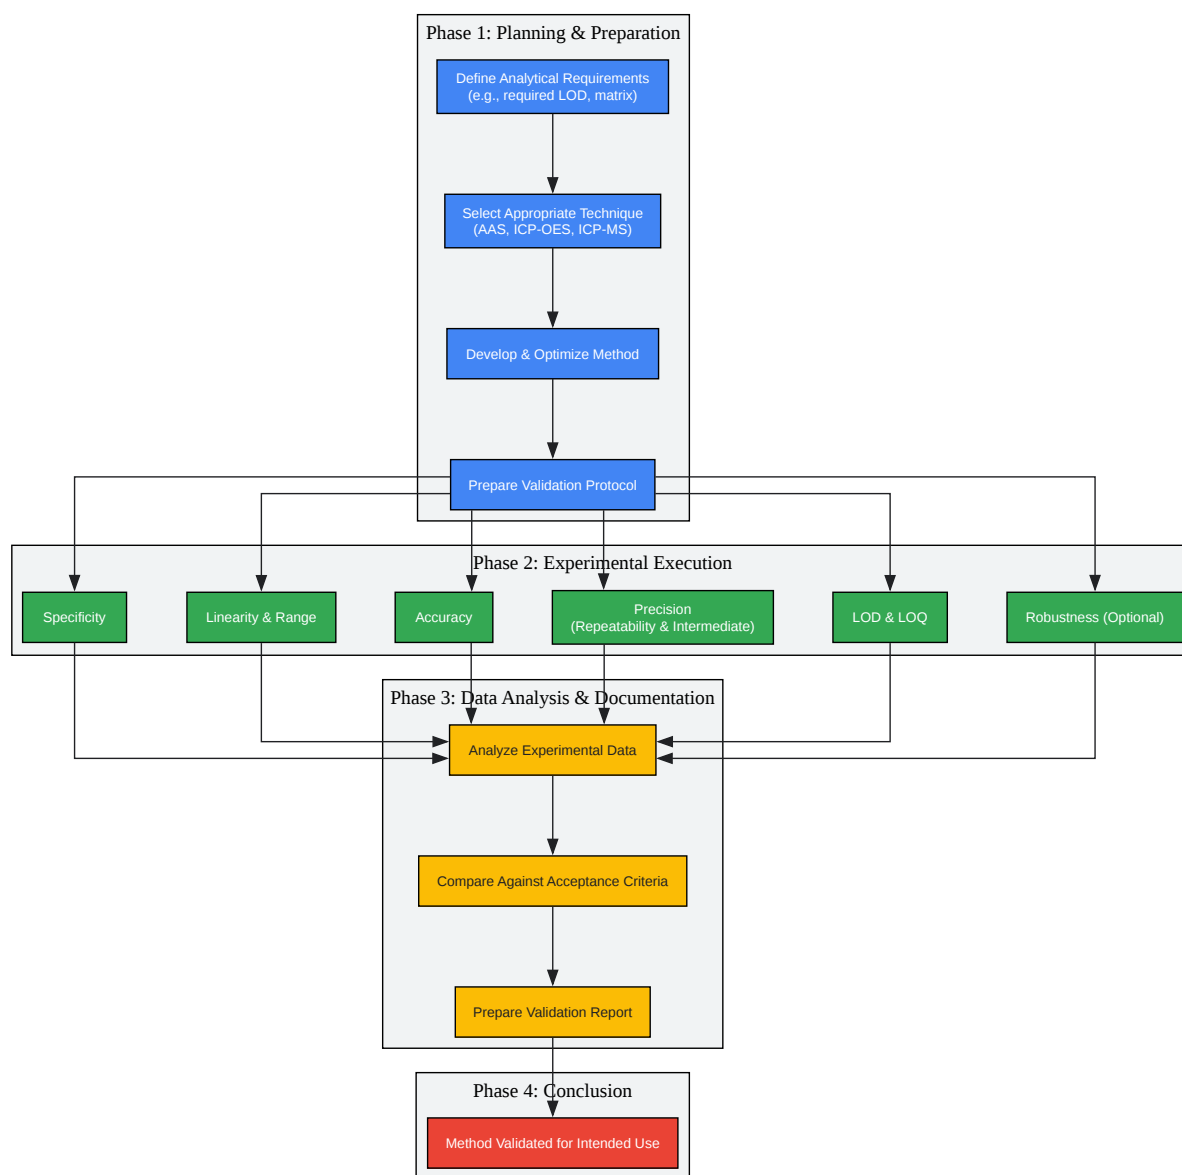 Phase 1: Planning & Preparation
Define Analytical Requirements
(e.g., required LOD, matrix)
Select Appropriate Technique
(AAS, ICP-OES, ICP-MS)
Develop & Optimize Method
Prepare Validation Protocol
Phase 2: Experimental Execution
Specificity
Linearity & Range
Accuracy
Precision
(Repeatability & Intermediate)
LOD & LOQ
Robustness (Optional)
Phase 3: Data Analysis & Documentation
Analyze Experimental Data
Compare Against Acceptance Criteria
Prepare Validation Report
Phase 4: Conclusion
Method Validated for Intended Use